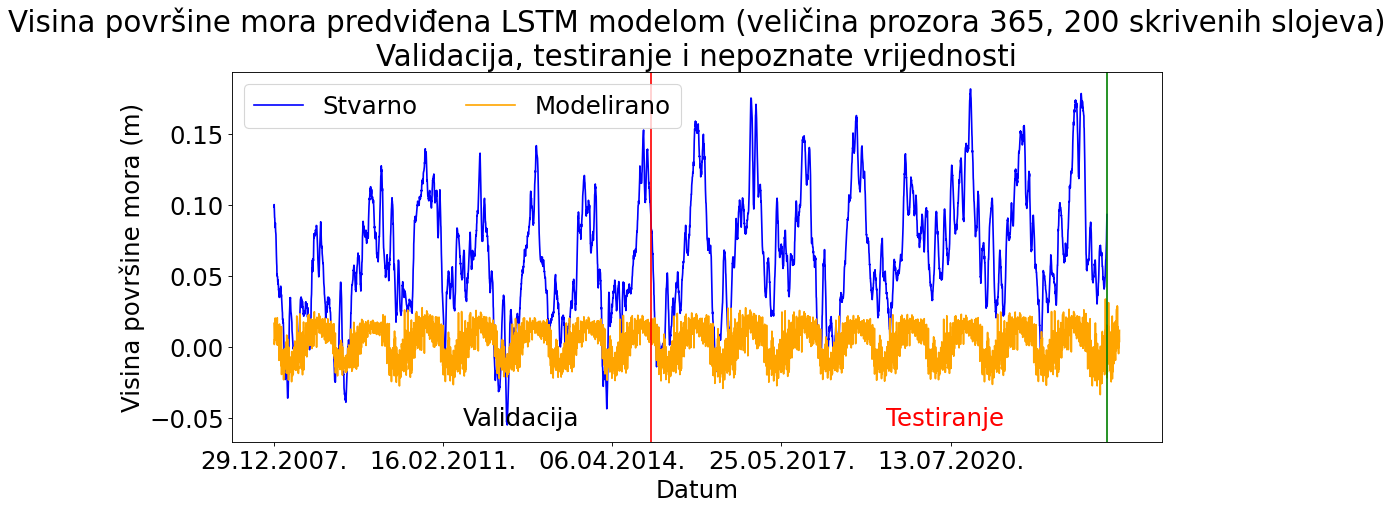 Visina površine mora predviđena LSTM modelom (veličina prozora 365, 200 skrivenih slojeva)
Validacija, testiranje i nepoznate vrijednosti
Stvarno Modelirano
Visina površine mora (m)
0.15
0.10
0.05
0.00
−0.05
Validacija Testiranje
29.12.2007. 16.02.2011. 06.04.2014. 25.05.2017. 13.07.2020.
Datum